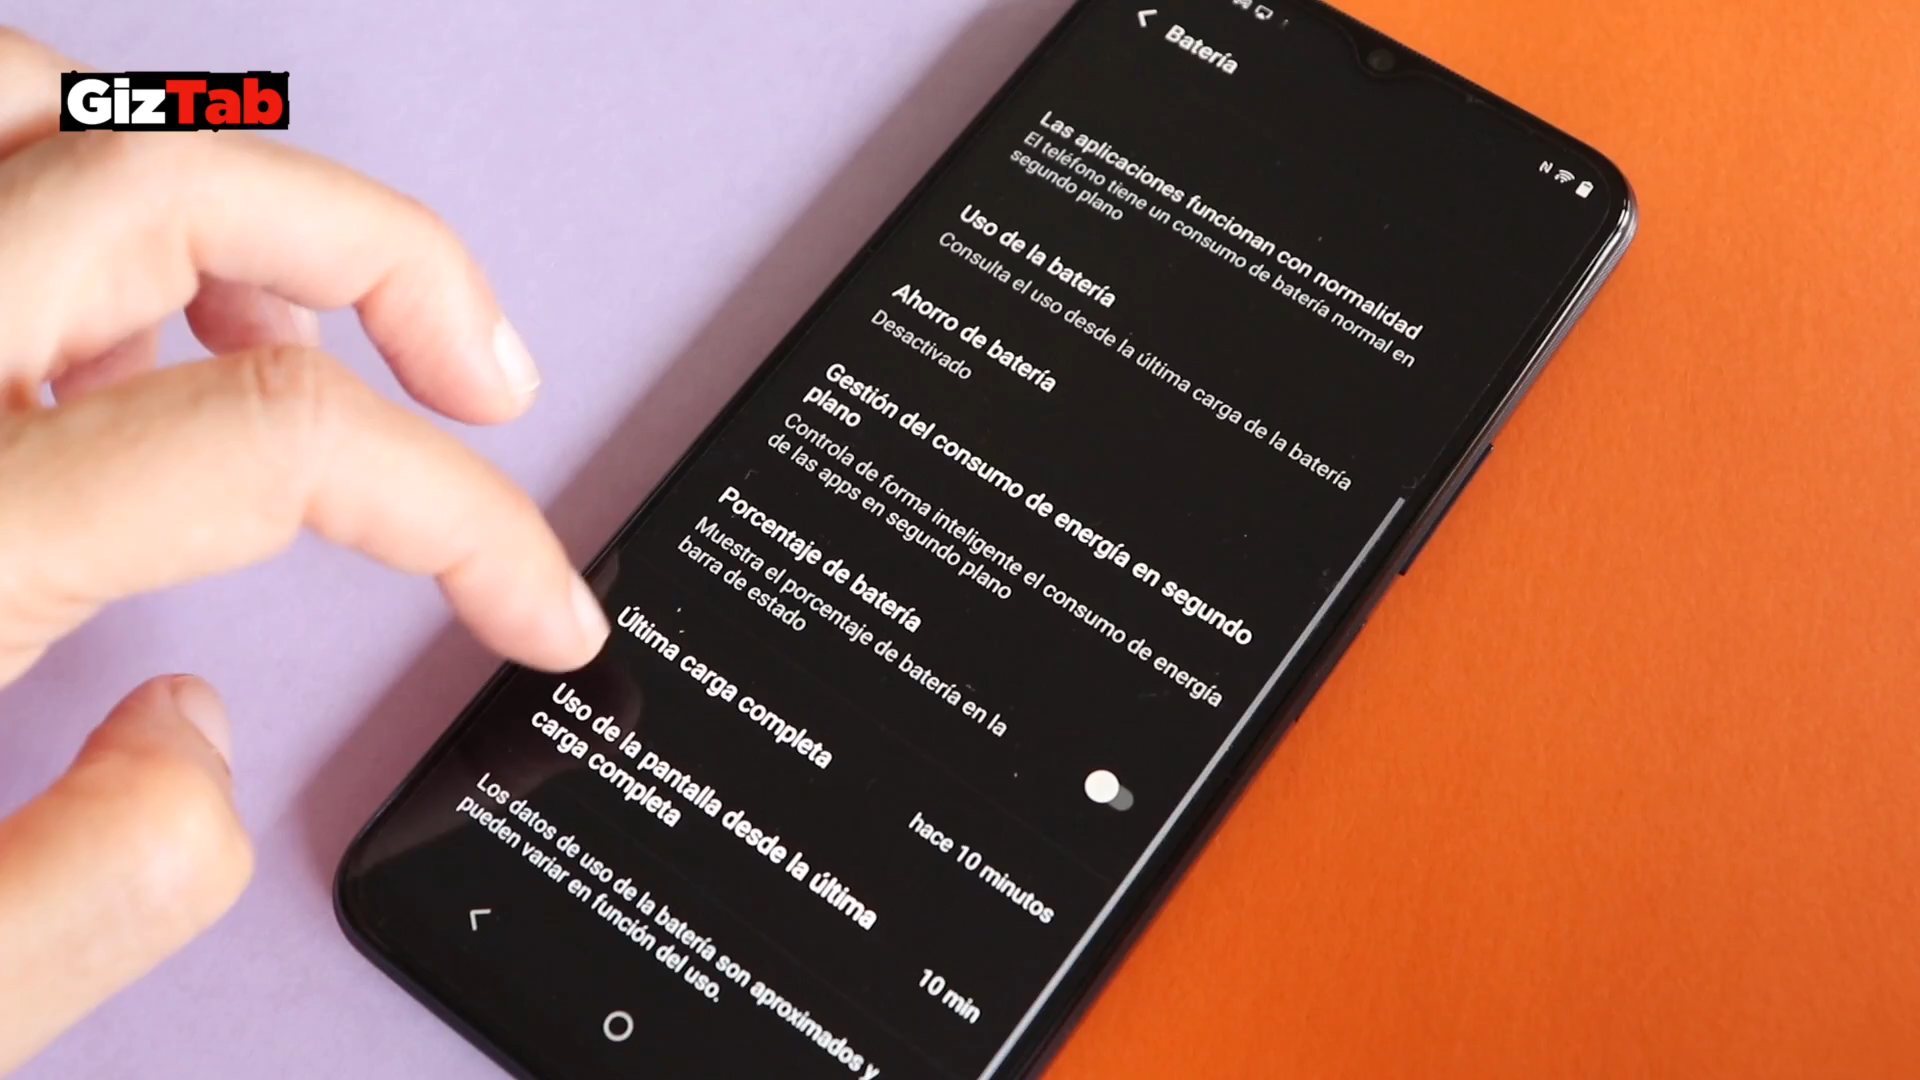 GizTab
Batería
N
Las aplicaciones funcionan con normalidad
El teléfono tiene un consumo de batería normal en
segundo plano
Uso de la batería
Consulta el uso desde la última carga de la batería
Ahorro de batería
Desactivado
Gestión del consumo de energía en segundo
plano
Controla de forma inteligente el consumo de energía
de las apps en segundo plano
Porcentaje de batería
Muestra el porcentaje de batería en la
barra de estado
Última carga completa
hace 10 minutos
Uso de la pantalla desde la última
carga completa
10 min
Los datos de uso de la batería son aproximados y
pueden variar en función del uso.